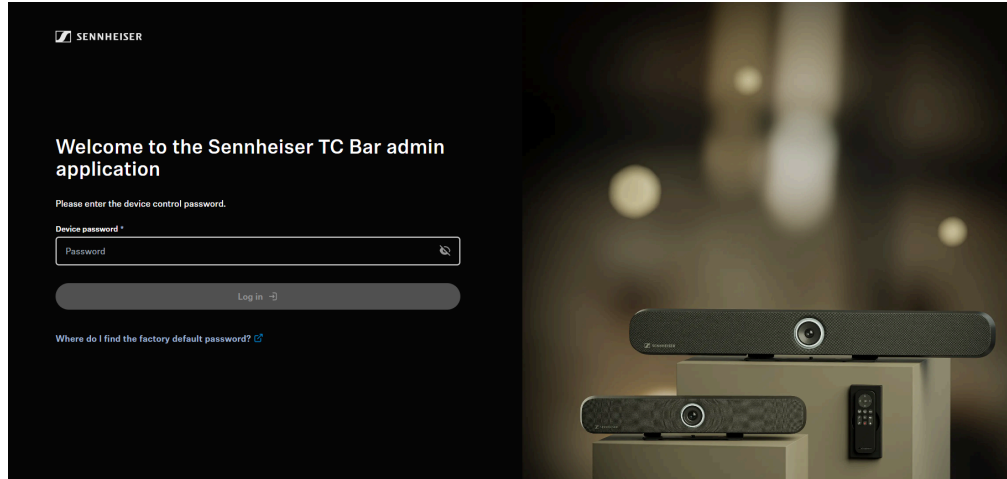 SENNHEISER
Welcome to the Sennheiser TC Bar admin
application
Please enter the device control password.
Device password *
Password
Log in
Where do I find the factory default password?
SENNHEISER